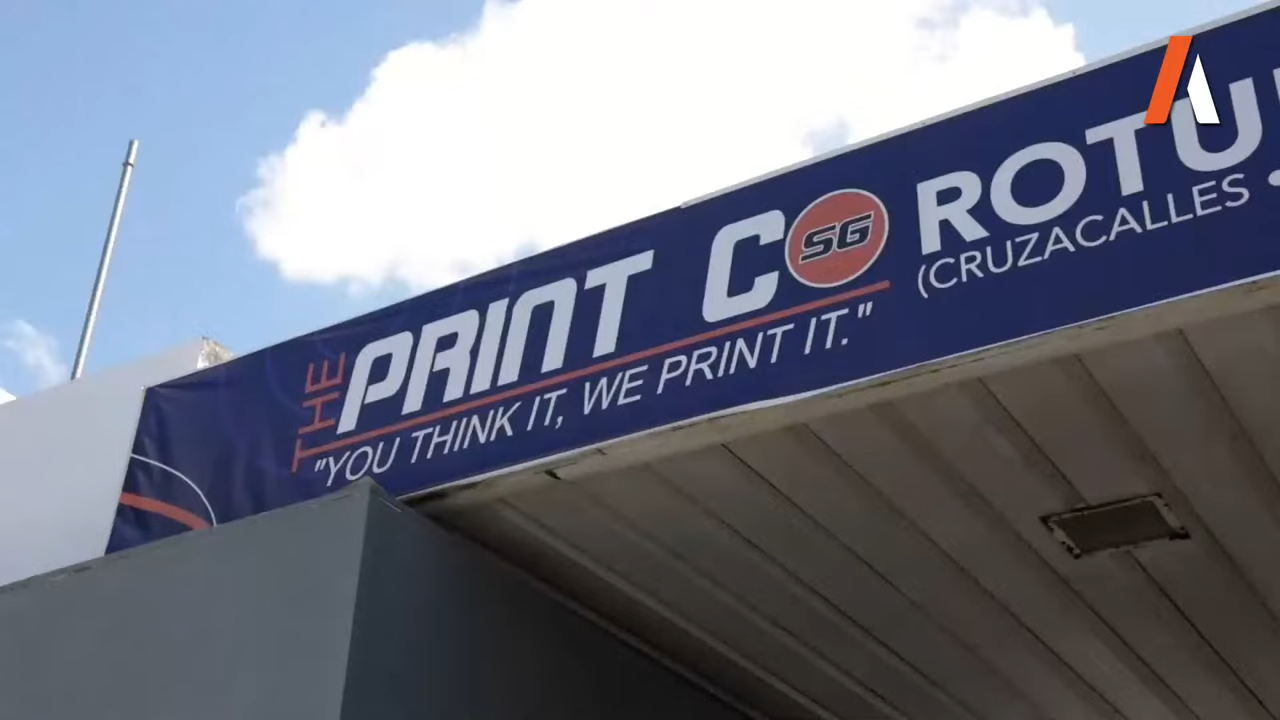 THE PRINT CO
SG
"YOU THINK IT, WE PRINT IT."
ROTU
(CRUZACALLES